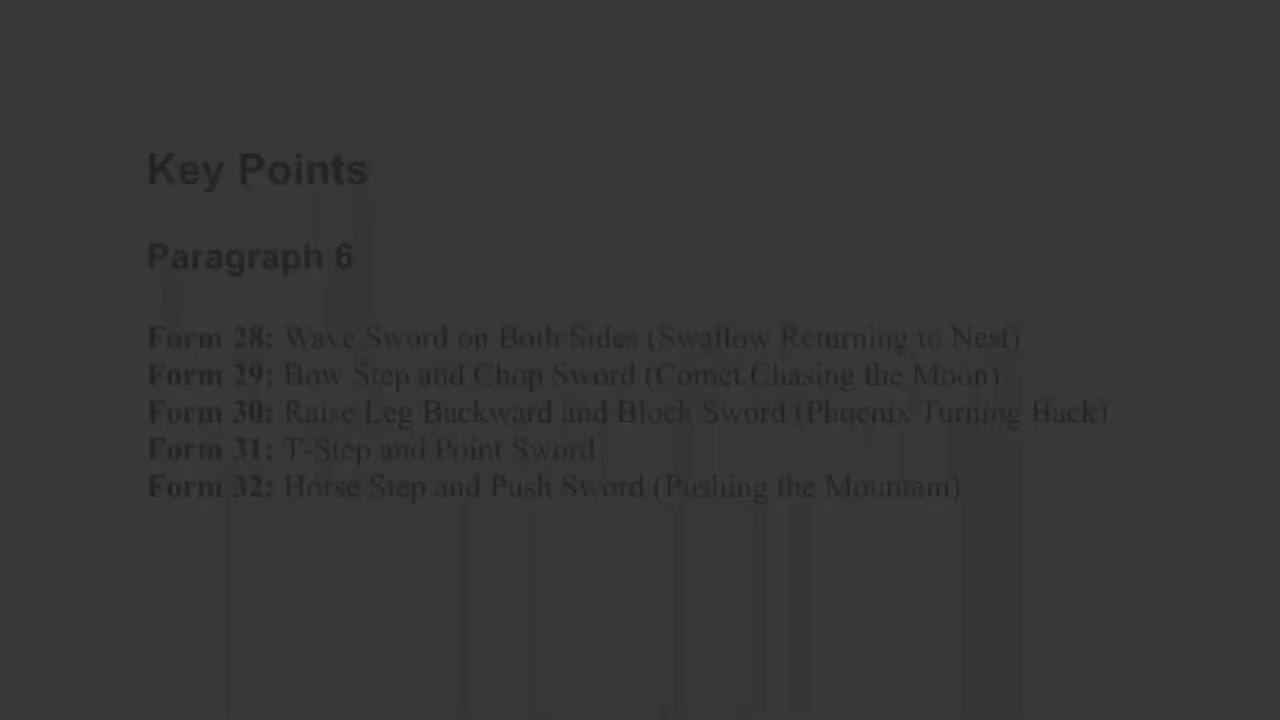 Key Points
Paragraph 6
Form 28: Wave Sword on Both Sides (Swallow Returning to Nest)
Form 29: Bow Step and Chop Sword (Comet Chasing the Moon)
Form 30: Raise Leg Backward and Block Sword (Phoenix Turning Back)
Form 31: T-Step and Point Sword
Form 32: Horse Step and Push Sword (Pushing the Mountain)